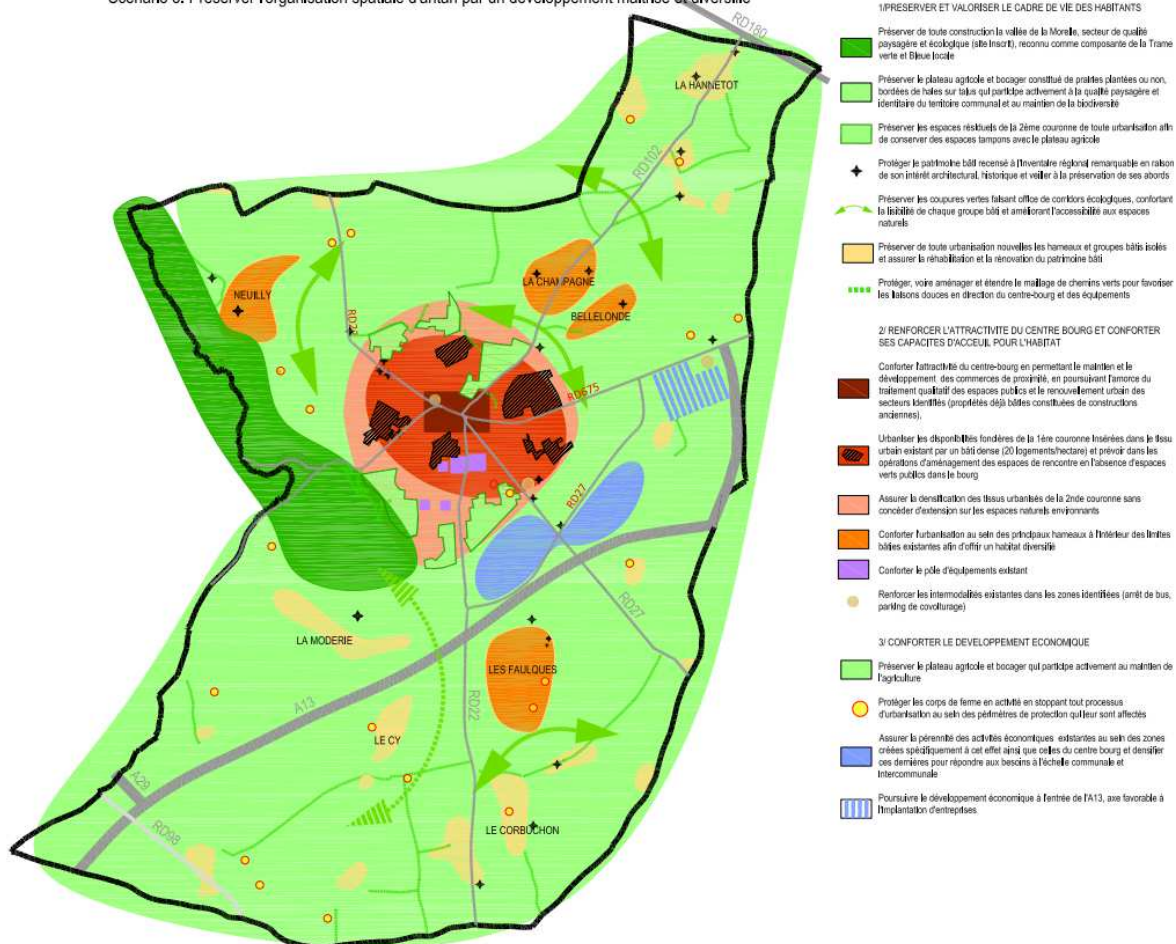 Scénario 3: Préserver l'organisation spatiale d'antan par un développement maîtrisé et diversifié
RD180
LA HANNETOT
RD102
NEUILLY
LA CHAMPAGNE
BELLELONDE
RD22
RD675
RD27
RD27
LA MODERIE
LES FAULQUES
A13
RD22
LE CY
A29
RD98
LE CORBUCHON
1/PRESERVER ET VALORISER LE CADRE DE VIE DES HABITANTS
Préserver de toute construction la vallée de la Morelle, secteur de qualité
paysagère et écologique (site inscrit), reconnu comme composante de la Trame
verte et Bleue locale
Préserver le plateau agricole et bocager constitué de prairies plantées ou non,
bordées de haies sur talus qui participe activement à la qualité paysagère et
identitaire du territoire communal et au maintien de la biodiversité
Préserver les espaces résiduels de la 2ème couronne de toute urbanisation afin
de conserver des espaces tampons avec le plateau agricole
Protéger le patrimoine bâti recensé à l'inventaire régional remarquable en raison
de son intérêt architectural, historique et veiller à la préservation de ses abords
Préserver les coupures vertes faisant office de corridors écologiques, confortant
la lisibilité de chaque groupe bâti et améliorant l'accessibilité aux espaces
naturels
Préserver de toute urbanisation nouvelles les hameaux et groupes bâtis isolés
et assurer la réhabilitation et la rénovation du patrimoine bâti
Protéger, voire aménager et étendre le maillage de chemins verts pour favoriser
les liaisons douces en direction du centre-bourg et des équipements
2/ RENFORCER L'ATTRACTIVITE DU CENTRE BOURG ET CONFORTER
SES CAPACITES D'ACCEUIL POUR L'HABITAT
Conforter l'attractivité du centre-bourg en permettant le maintien et le
développement des commerces de proximité, en poursuivant l'amorce du
traitement qualitatif des espaces publics et le renouvellement urbain des
secteurs identifiés (propriétés déjà bâties constituées de constructions
anciennes),
Urbaniser les disponibilités foncières de la 1ère couronne insérées dans le tissu
urbain existant par un bâti dense (20 logements/hectare) et prévoir dans les
opérations d'aménagement des espaces de rencontre en l'absence d'espaces
verts publics dans le bourg
Assurer la densification des tissus urbanisés de la 2nde couronne sans
concéder d'extension sur les espaces naturels environnants
Conforter l'urbanisation au sein des principaux hameaux à l'intérieur des limites
bâties existantes afin d'offrir un habitat diversifié
Conforter le pôle d'équipements existant
Renforcer les intermodalités existantes dans les zones identifiées (arrêt de bus,
parking de covoiturage)
3/ CONFORTER LE DEVELOPPEMENT ECONOMIQUE
Préserver le plateau agricole et bocager qui participe activement au maintien de
l'agriculture
Protéger les corps de ferme en activité en stoppant tout processus
d'urbanisation au sein des périmètres de protection qui leur sont affectés
Assurer la pérennité des activités économiques existantes au sein des zones
créées spécifiquement à cet effet ainsi que celles du centre bourg et densifier
ces dernières pour répondre aux besoins à l'échelle communale et
Intercommunale
Poursuivre le développement économique à l'entrée de l'A13, axe favorable à
l'implantation d'entreprises